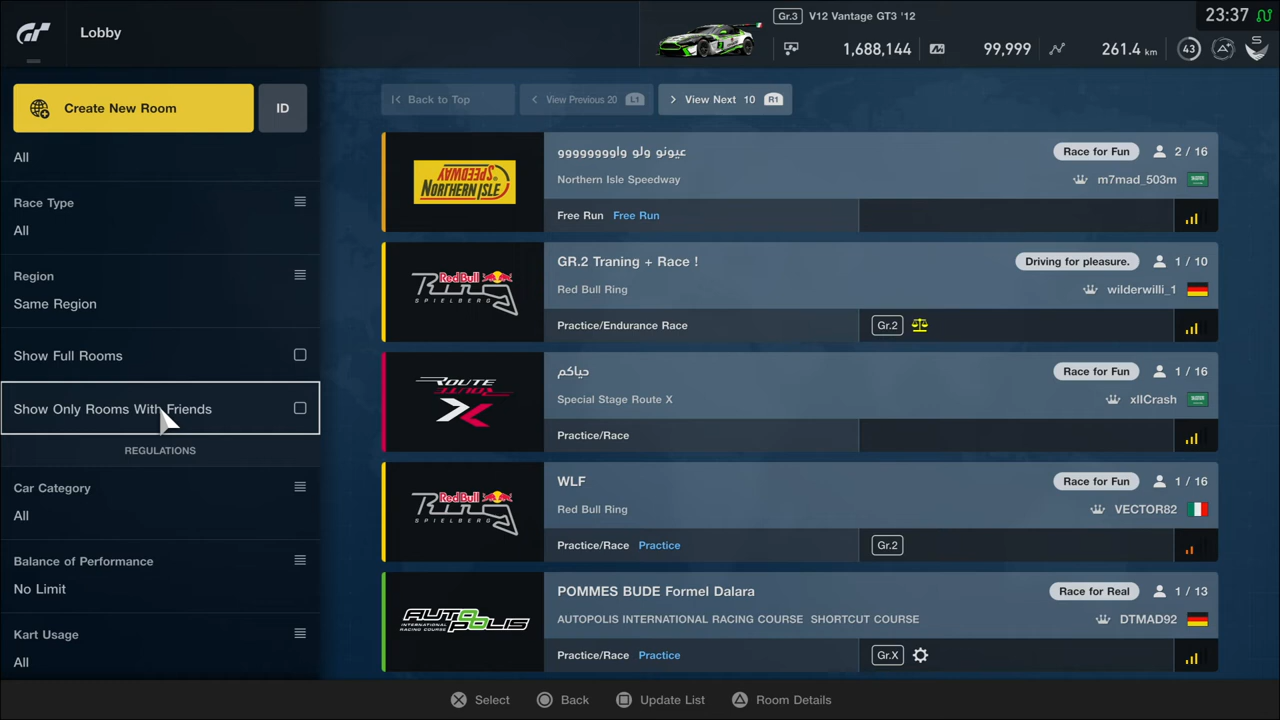 Lobby
Gr.3 V12 Vantage GT3 '12
23:37
1,688,144
99,999
261.4 km
43
A+
S
Create New Room
ID
All
Race Type
All
Region
Same Region
Show Full Rooms
Show Only Rooms With Friends
REGULATIONS
Car Category
All
Balance of Performance
No Limit
Kart Usage
All
Back to Top
View Previous 20 L1
View Next 10 R1
NORTHERN ISLE SPEEDWAY
عيونو ولو واوووووووو
Race for Fun 2 / 16
Northern Isle Speedway
m7mad_503m
Free Run Free Run
Red Bull Ring SPIELBERG
GR.2 Traning + Race !
Driving for pleasure. 1 / 10
Red Bull Ring
wilderwilli_1
Practice/Endurance Race
Gr.2
ROUTE X
حياكم
Race for Fun 1 / 16
Special Stage Route X
xIICrash
Practice/Race
Red Bull Ring SPIELBERG
WLF
Race for Fun 1 / 16
Red Bull Ring
VECTOR82
Practice/Race Practice
Gr.2
AUTOPOLIS
INTERNATIONAL RACING COURSE
POMMES BUDE Formel Dalara
Race for Real 1 / 13
AUTOPOLIS INTERNATIONAL RACING COURSE SHORTCUT COURSE
DTMAD92
Practice/Race Practice
Gr.X
Select
Back
Update List
Room Details